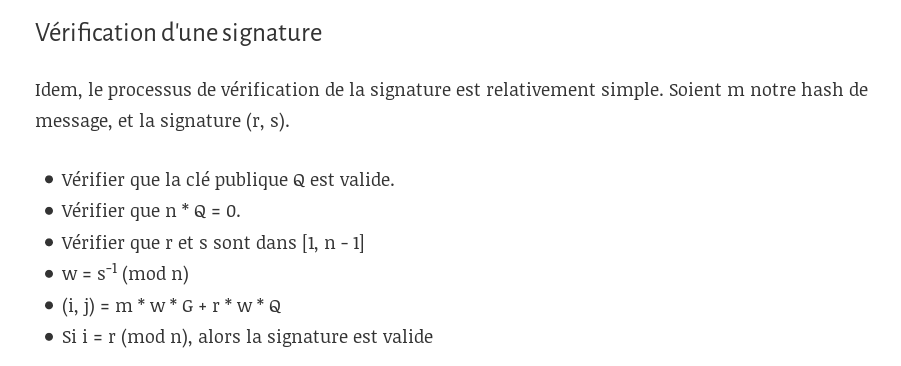 Vérification d'une signature
Idem, le processus de vérification de la signature est relativement simple. Soient m notre hash de
message, et la signature (r, s).
• Vérifier que la clé publique Q est valide.
• Vérifier que n * Q = 0.
• Vérifier que r et s sont dans [1, n - 1]
• w = s⁻¹ (mod n)
• (i, j) = m * w * G + r * w * Q
• Si i = r (mod n), alors la signature est valide